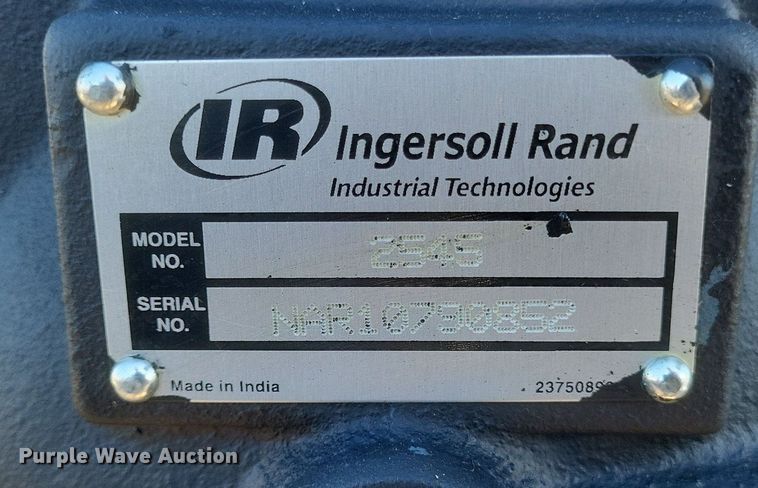 IR Ingersoll Rand
Industrial Technologies
MODEL NO. 2545
SERIAL NO. NAR10790852
Made in India
Purple Wave Auction